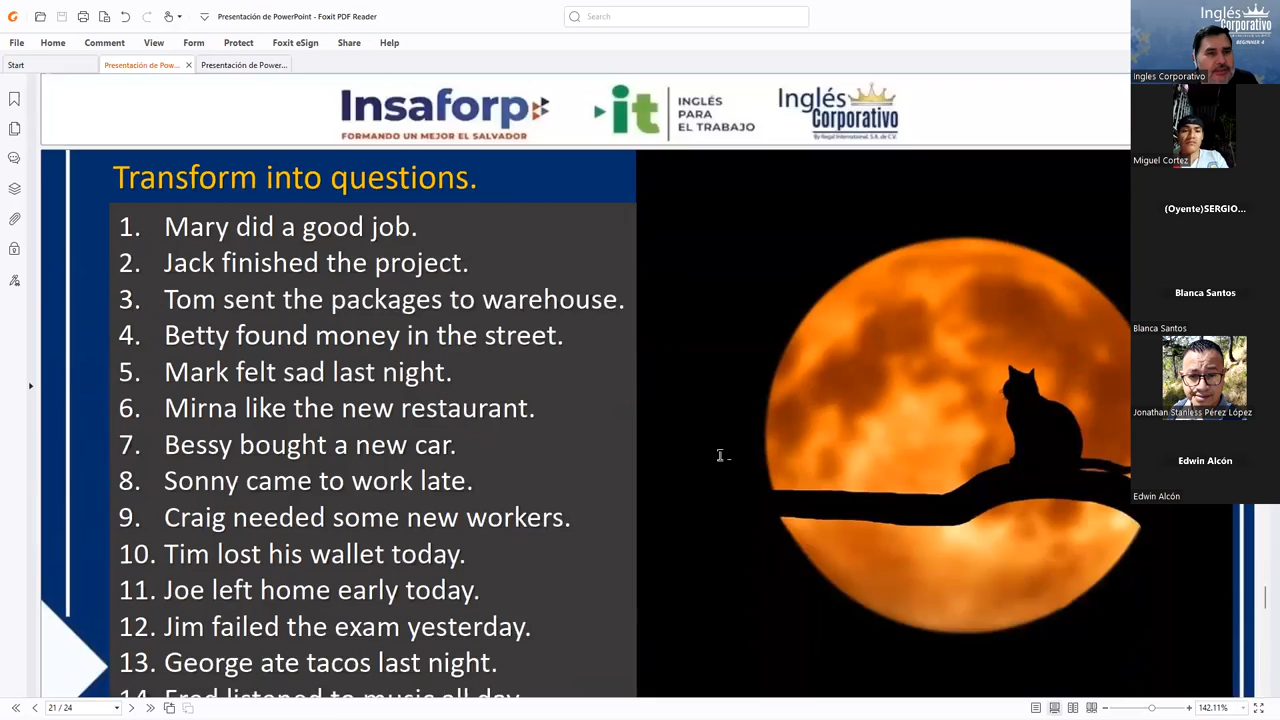 Presentación de PowerPoint - Foxit PDF Reader
Search
File Home Comment View Form Protect Foxit eSign Share Help
Start
Presentación de Pow...
Presentación de Power...
Insaforp
FORMANDO UN MEJOR EL SALVADOR
it
INGLÉS
PARA
EL TRABAJO
Inglés
Corporativo
By Regal International, S.A. de C.V.
Transform into questions.
1. Mary did a good job.
2. Jack finished the project.
3. Tom sent the packages to warehouse.
4. Betty found money in the street.
5. Mark felt sad last night.
6. Mirna like the new restaurant.
7. Bessy bought a new car.
8. Sonny came to work late.
9. Craig needed some new workers.
10. Tim lost his wallet today.
11. Joe left home early today.
12. Jim failed the exam yesterday.
13. George ate tacos last night.
14. Fred listened to music all day.
Inglés
Corporativo
BEGINNER 4
Ingles Corporativo
Miguel Cortez
(Oyente)SERGIO...
Blanca Santos
Blanca Santos
Jonathan Stanless Pérez López
Edwin Alcón
Edwin Alcón
21 / 24
142.11%